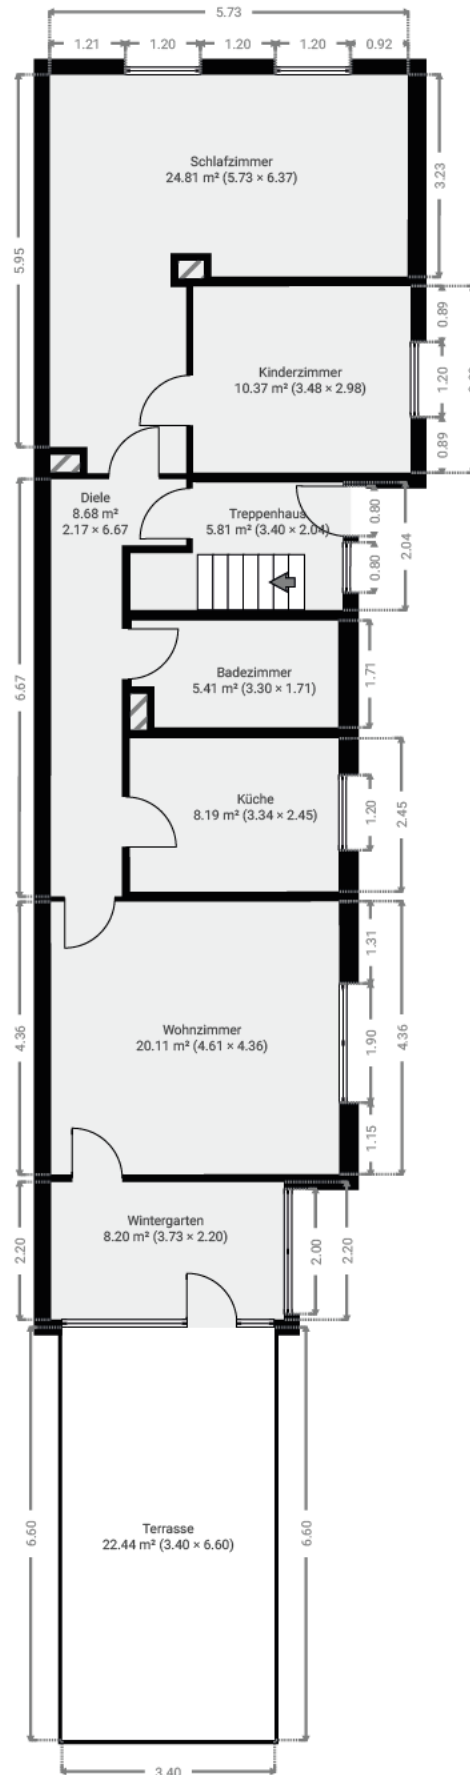 5.73
1.21
1.20
1.20
1.20
0.92
Schlafzimmer
24.81 m² (5.73 × 6.37)
3.23
5.95
0.89
Kinderzimmer
10.37 m² (3.48 × 2.98)
1.20
0.89
Diele
8.68 m²
2.17 × 6.67
Treppenhaus
5.81 m² (3.40 × 2.04)
0.80
2.04
0.80
6.67
Badezimmer
5.41 m² (3.30 × 1.71)
1.71
Küche
8.19 m² (3.34 × 2.45)
1.20
2.45
1.31
Wohnzimmer
20.11 m² (4.61 × 4.36)
4.36
1.90
4.36
1.15
Wintergarten
8.20 m² (3.73 × 2.20)
2.20
2.00
2.20
Terrasse
22.44 m² (3.40 × 6.60)
6.60
6.60
3.40